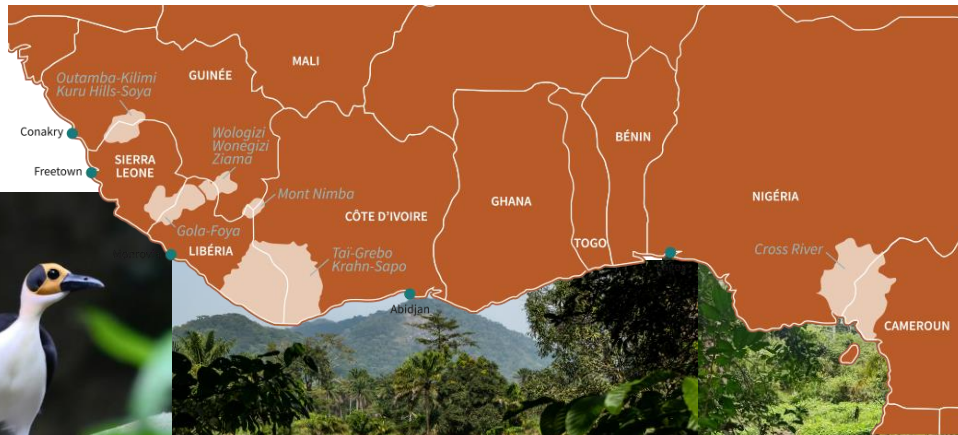 MALI
GUINÉE
Outamba-Kilimi
Kuru Hills-Soya
Conakry
Wologizi
Wonegizi
Ziama
BÉNIN
Freetown
SIERRA
LEONE
Mont Nimba
NIGÉRIA
GHANA
CÔTE D'IVOIRE
Gola-Foya
LIBÉRIA
TOGO
Taï-Grebo
Krahn-Sapo
Cross River
Abidjan
CAMEROUN